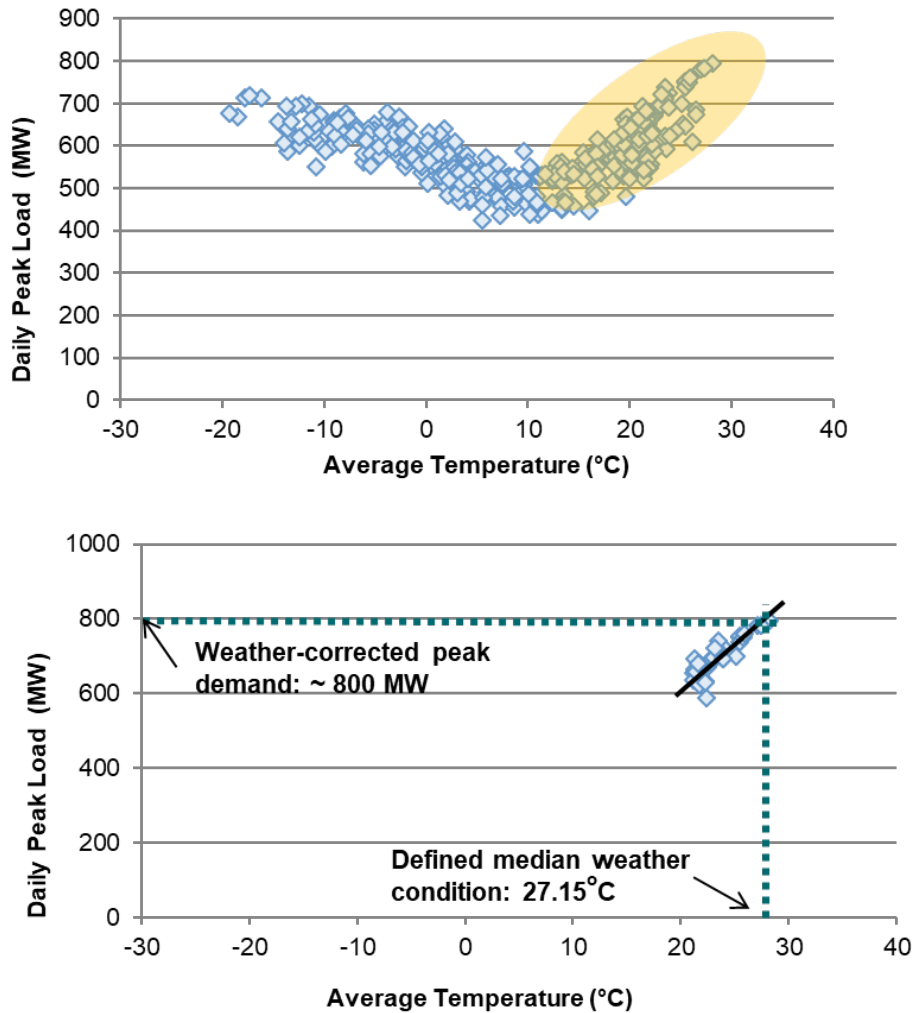 900
800
700
600
500
400
300
200
100
0
Daily Peak Load (MW)
-30 -20 -10 0 10 20 30 40
Average Temperature (°C)
1000
800
600
400
200
0
Daily Peak Load (MW)
Weather-corrected peak
demand: ~ 800 MW
Defined median weather
condition: 27.15°C
-30 -20 -10 0 10 20 30 40
Average Temperature (°C)